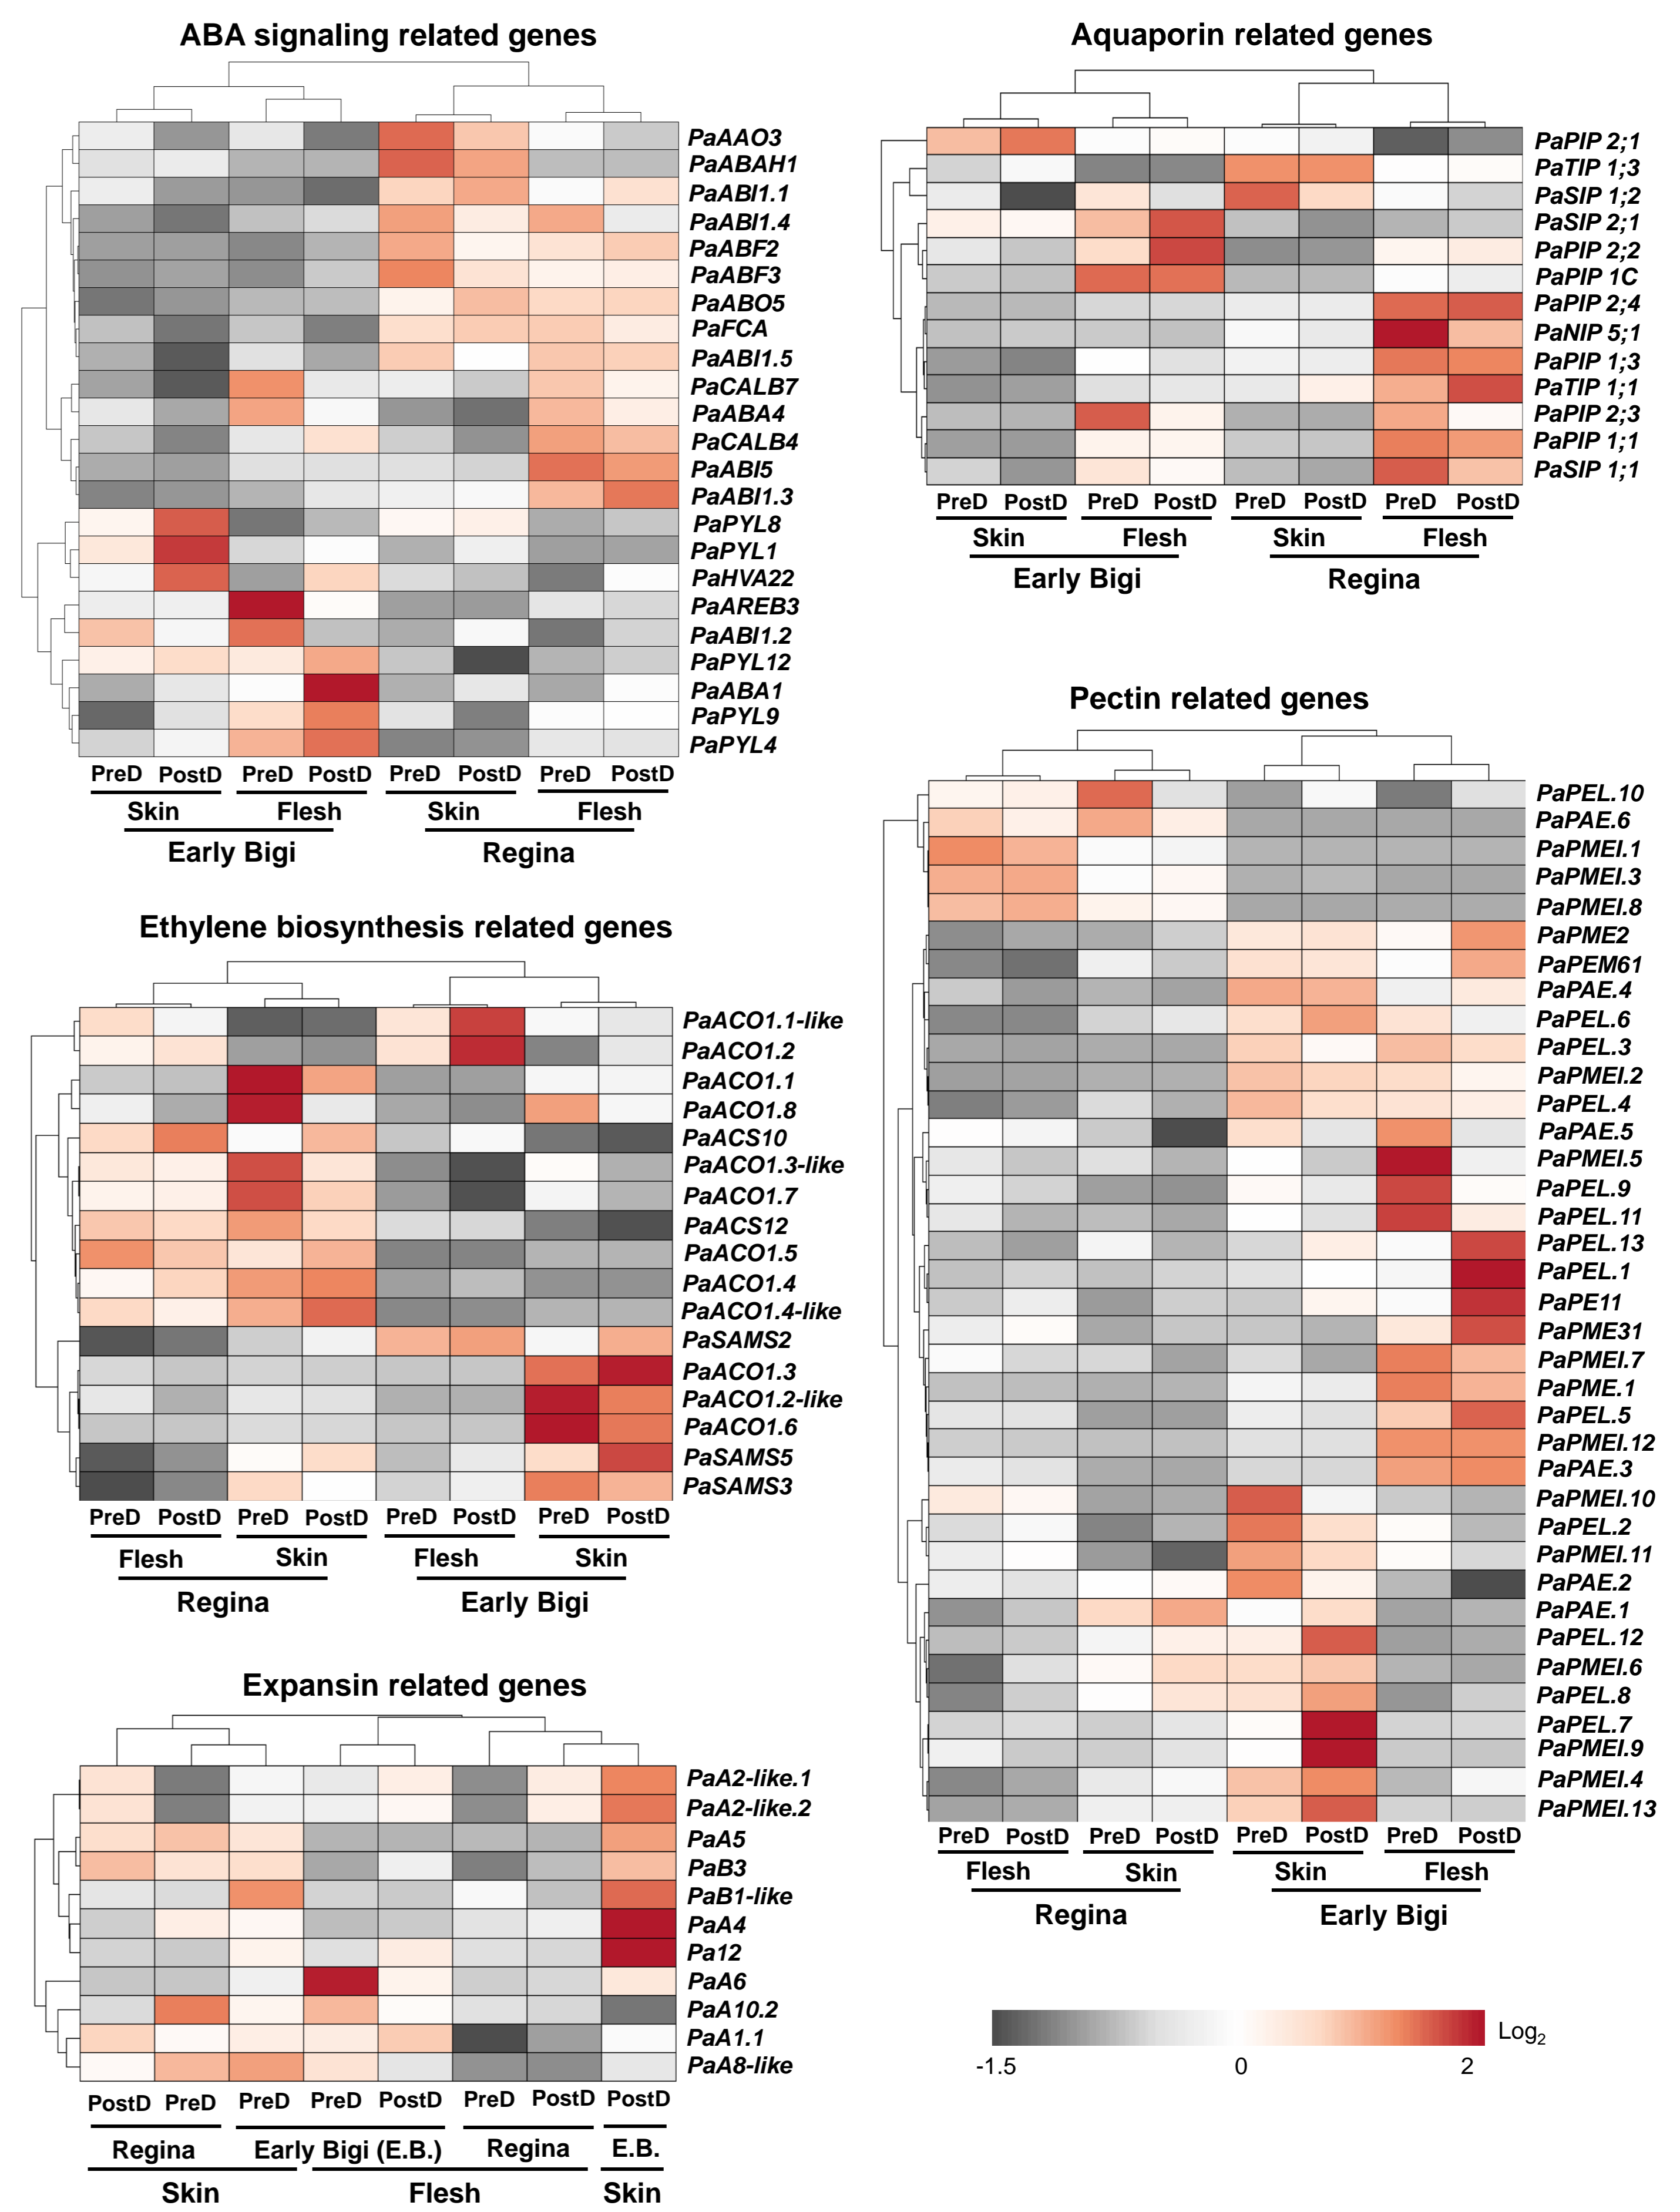 ABA signaling related genes
PaAAO3
PaABAH1
PaABI1.1
PaABI1.4
PaABF2
PaABF3
PaABO5
PaFCA
PaABI1.5
PaCALB7
PaABA4
PaCALB4
PaABI5
PaABI1.3
PaPYL8
PaPYL1
PaHVA22
PaAREB3
PaABI1.2
PaPYL12
PaABA1
PaPYL9
PaPYL4
PreD PostD PreD PostD PreD PostD PreD PostD
Skin Flesh Skin Flesh
Early Bigi Regina
Ethylene biosynthesis related genes
PaACO1.1-like
PaACO1.2
PaACO1.1
PaACO1.8
PaACS10
PaACO1.3-like
PaACO1.7
PaACS12
PaACO1.5
PaACO1.4
PaACO1.4-like
PaSAMS2
PaACO1.3
PaACO1.2-like
PaACO1.6
PaSAMS5
PaSAMS3
PreD PostD PreD PostD PreD PostD PreD PostD
Flesh Skin Flesh Skin
Regina Early Bigi
Expansin related genes
PaA2-like.1
PaA2-like.2
PaA5
PaB3
PaB1-like
PaA4
Pa12
PaA6
PaA10.2
PaA1.1
PaA8-like
PostD PreD PreD PreD PostD PreD PostD PostD
Regina Early Bigi (E.B.) Regina E.B.
Skin Flesh Skin
Aquaporin related genes
PaPIP 2;1
PaTIP 1;3
PaSIP 1;2
PaSIP 2;1
PaPIP 2;2
PaPIP 1C
PaPIP 2;4
PaNIP 5;1
PaPIP 1;3
PaTIP 1;1
PaPIP 2;3
PaPIP 1;1
PaSIP 1;1
PreD PostD PreD PostD PreD PostD PreD PostD
Skin Flesh Skin Flesh
Early Bigi Regina
Pectin related genes
PaPEL.10
PaPAE.6
PaPMEI.1
PaPMEI.3
PaPMEI.8
PaPME2
PaPEM61
PaPAE.4
PaPEL.6
PaPEL.3
PaPMEI.2
PaPEL.4
PaPAE.5
PaPMEI.5
PaPEL.9
PaPEL.11
PaPEL.13
PaPEL.1
PaPE11
PaPME31
PaPMEI.7
PaPME.1
PaPEL.5
PaPMEI.12
PaPAE.3
PaPMEI.10
PaPEL.2
PaPMEI.11
PaPAE.2
PaPAE.1
PaPEL.12
PaPMEI.6
PaPEL.8
PaPEL.7
PaPMEI.9
PaPMEI.4
PaPMEI.13
PreD PostD PreD PostD PreD PostD PreD PostD
Flesh Skin Skin Flesh
Regina Early Bigi
Log2
-1.5 0 2